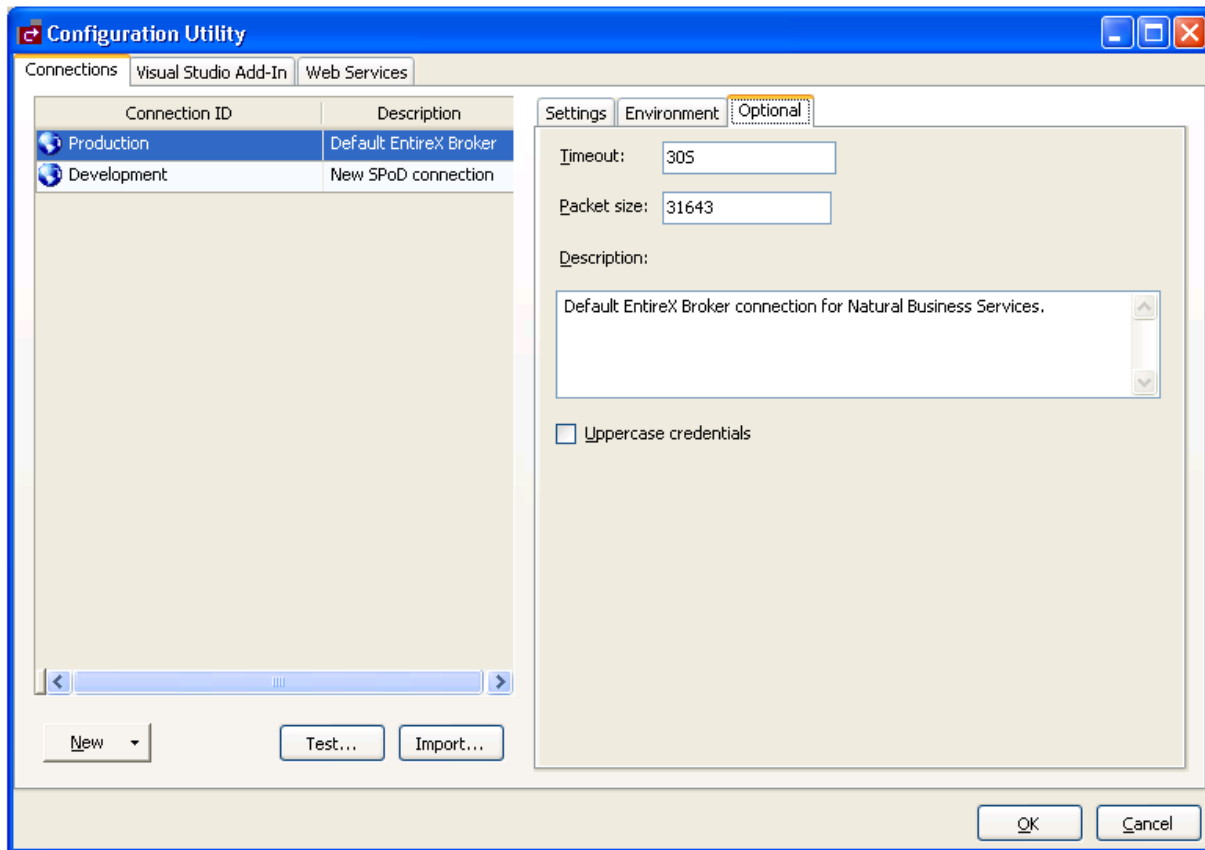 Configuration Utility
Connections Visual Studio Add-In Web Services
Connection ID Description
Production Default EntireX Broker
Development New SPoD connection
New Test... Import...
Settings Environment Optional
Timeout: 30S
Packet size: 31643
Description:
Default EntireX Broker connection for Natural Business Services.
Uppercase credentials
OK Cancel